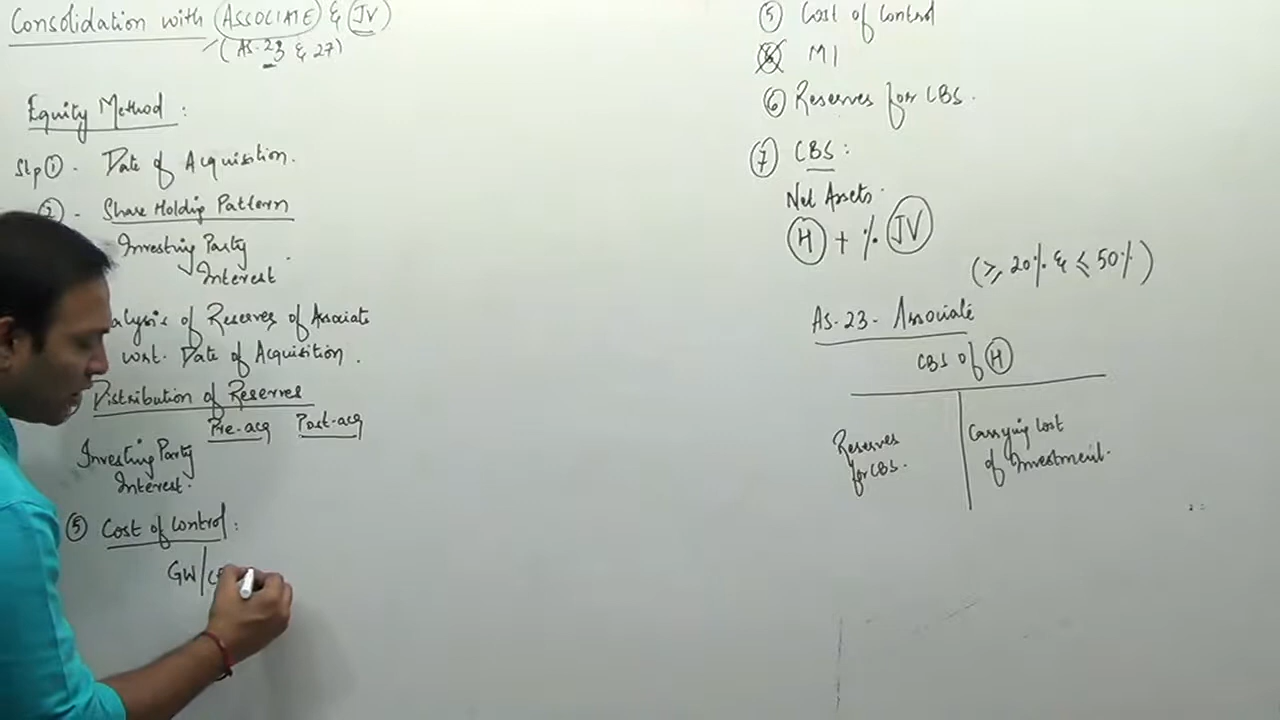 Consolidation with ASSOCIATE & JV
(AS-23 & 27)
Equity Method :
Stp ① - Date of Acquisition.
② - Share Holding Pattern
Investing Party
Interest
alysis of Reserves of Associate
w.r.t. Date of Acquisition.
Distribution of Reserves
Pre-acq Post-acq
Investing Party
Interest.
⑤ Cost of Control :
GW/C
⑤ Cost of Control
MI
⑥ Reserves for CBS.
⑦ CBS :
Net Assets
H + % JV
(≥ 20% & ≤ 50%)
AS-23- Associate
CBS of H
Reserves
for CBS.
Carrying Cost
of Investment.